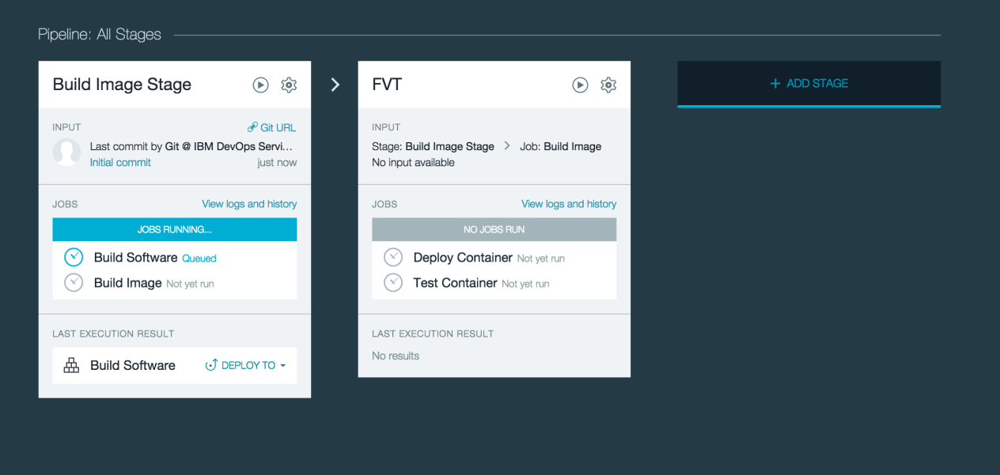 Pipeline: All Stages
Build Image Stage
INPUT
Git URL
Last commit by Git @ IBM DevOps Servi...
Initial commit
just now
JOBS
View logs and history
JOBS RUNNING...
Build Software Queued
Build Image Not yet run
LAST EXECUTION RESULT
Build Software
DEPLOY TO
FVT
INPUT
Stage: Build Image Stage > Job: Build Image
No input available
JOBS
View logs and history
NO JOBS RUN
Deploy Container Not yet run
Test Container Not yet run
LAST EXECUTION RESULT
No results
+ ADD STAGE